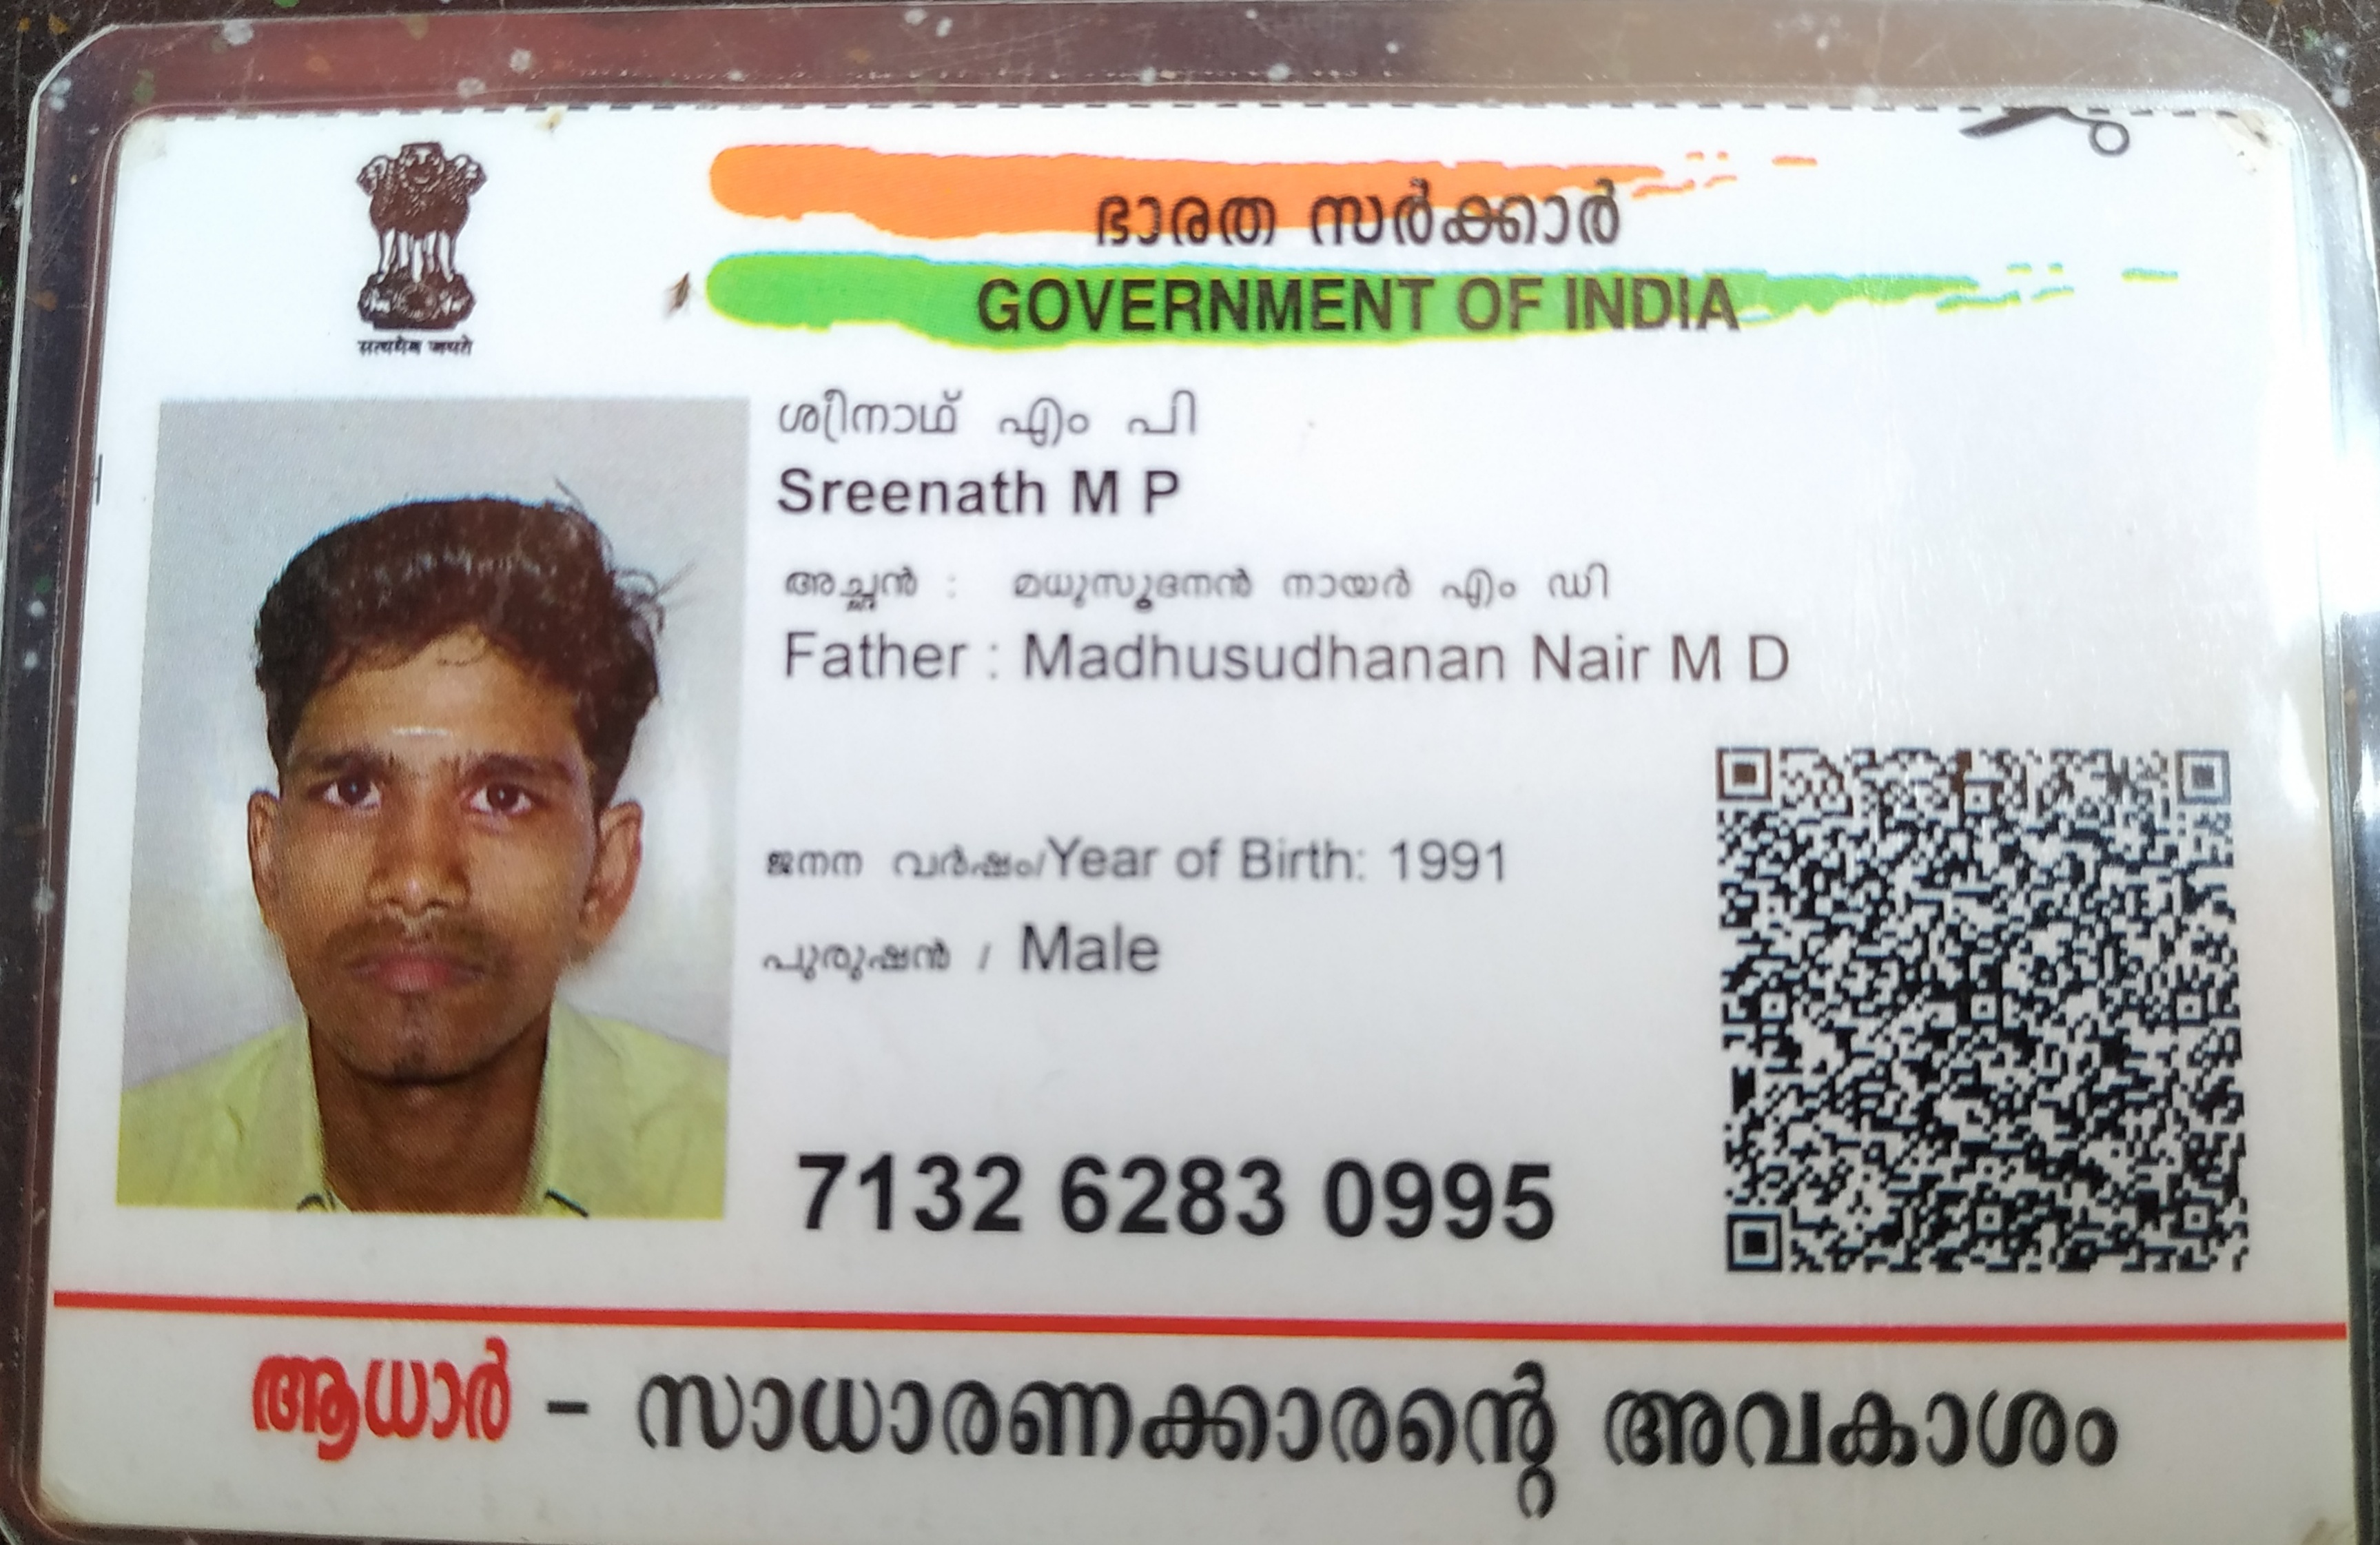 ഭാരത സർക്കാർ
GOVERNMENT OF INDIA
सत्यमेव जयते
ശ്രീനാഥ് എം പി
Sreenath M P
അച്ഛൻ : മധുസൂദനൻ നായർ എം ഡി
Father : Madhusudhanan Nair M D
ജനന വർഷം/Year of Birth: 1991
പുരുഷൻ / Male
7132 6283 0995
ആധാർ - സാധാരണക്കാരന്റെ അവകാശം